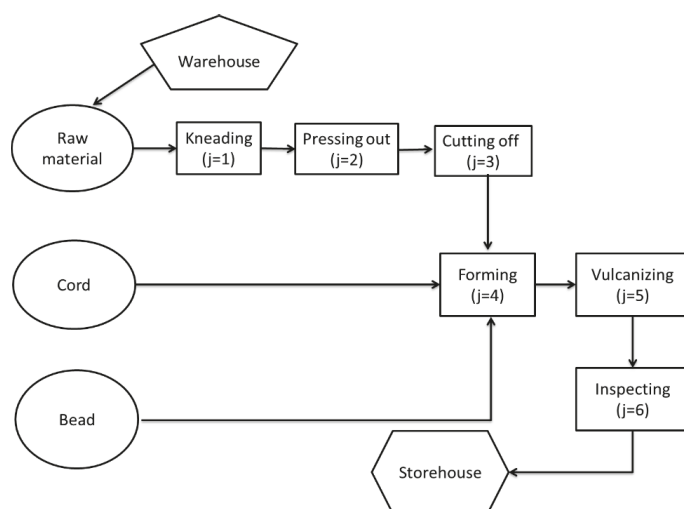 Warehouse
Raw
material
Kneading
(j=1)
Pressing out
(j=2)
Cutting off
(j=3)
Cord
Forming
(j=4)
Vulcanizing
(j=5)
Bead
Inspecting
(j=6)
Storehouse